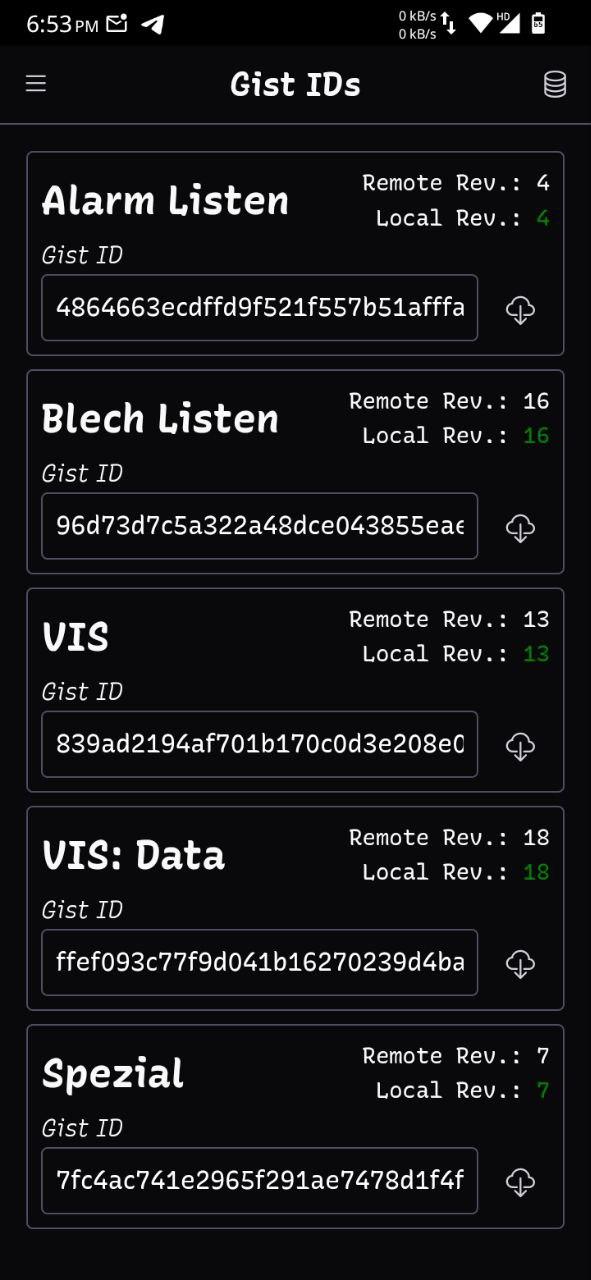 6:53 PM
0 kB/s
0 kB/s
HD
65
Gist IDs
Alarm Listen
Remote Rev.: 4
Local Rev.: 4
Gist ID
4864663ecdffd9f521f557b51afffa
Blech Listen
Remote Rev.: 16
Local Rev.: 16
Gist ID
96d73d7c5a322a48dce043855eae
VIS
Remote Rev.: 13
Local Rev.: 13
Gist ID
839ad2194af701b170c0d3e208e0
VIS: Data
Remote Rev.: 18
Local Rev.: 18
Gist ID
ffef093c77f9d041b16270239d4ba
Spezial
Remote Rev.: 7
Local Rev.: 7
Gist ID
7fc4ac741e2965f291ae7478d1f4f